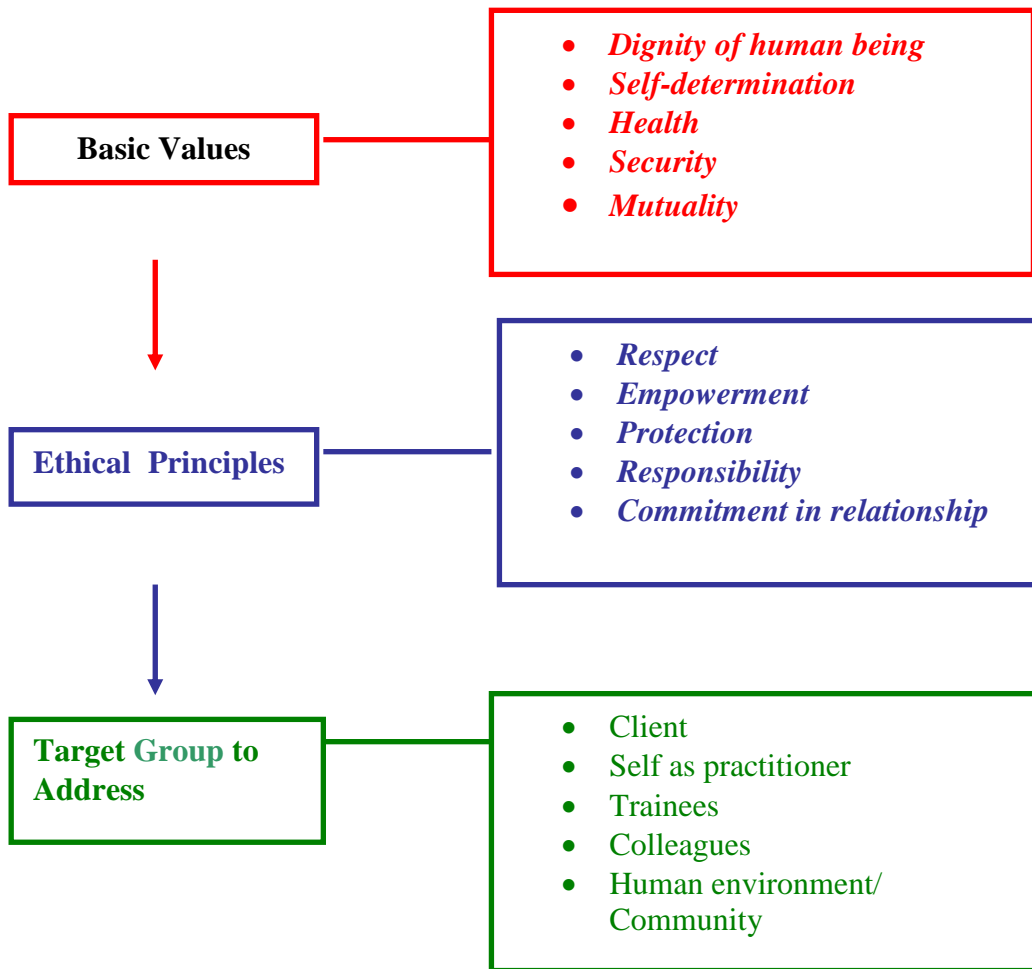 Basic Values
• Dignity of human being
• Self-determination
• Health
• Security
• Mutuality
Ethical Principles
• Respect
• Empowerment
• Protection
• Responsibility
• Commitment in relationship
Target Group to
Address
• Client
• Self as practitioner
• Trainees
• Colleagues
• Human environment/
Community